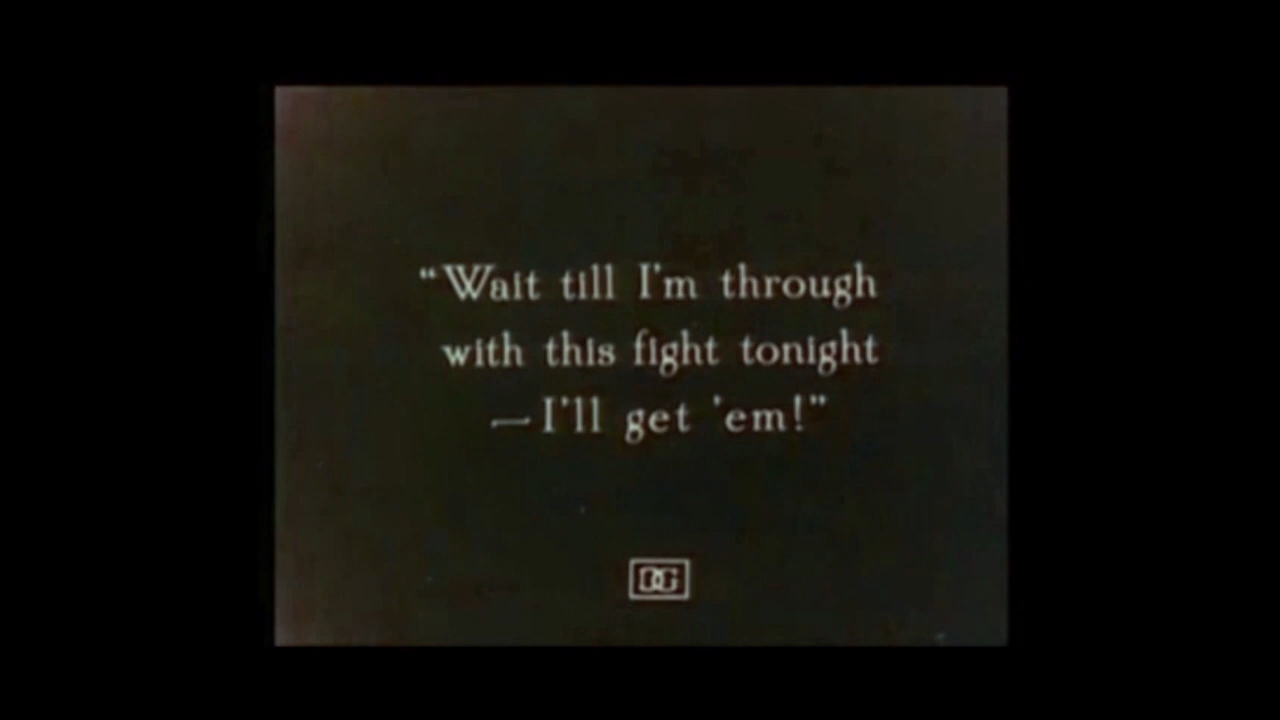 “Wait till I'm through
with this fight tonight
—I'll get 'em!”
DG